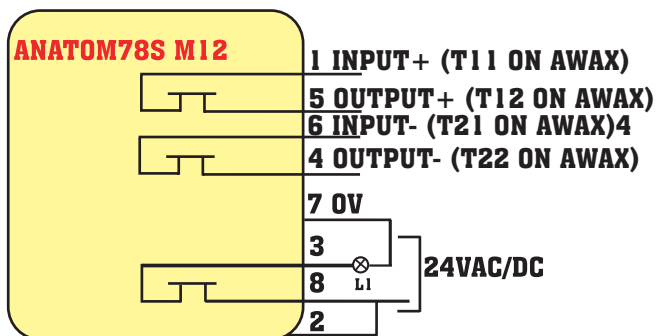 ANATOM78S M12
1 INPUT+ (T11 ON AWAX)
5 OUTPUT+ (T12 ON AWAX)
6 INPUT- (T21 ON AWAX)4
4 OUTPUT- (T22 ON AWAX)
7 0V
3
24VAC/DC
8 L1
2